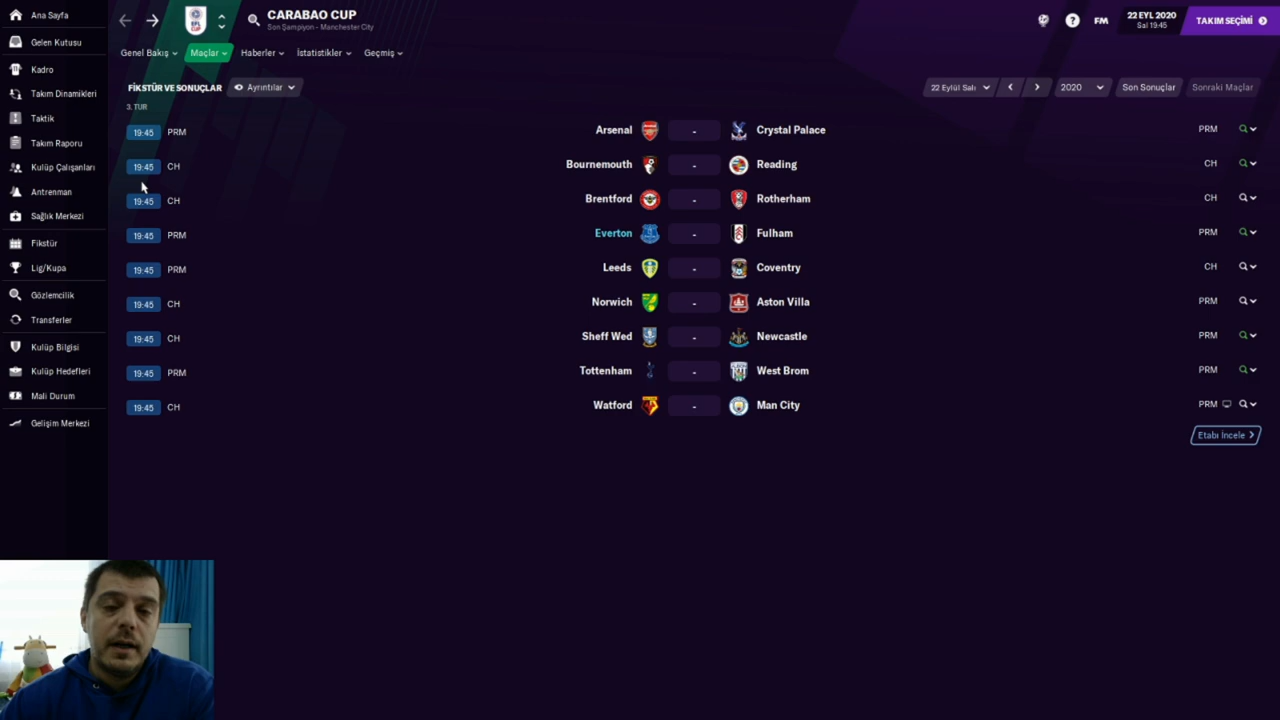 Ana Sayfa
Gelen Kutusu
Kadro
Takım Dinamikleri
Taktik
Takım Raporu
Kulüp Çalışanları
Antrenman
Sağlık Merkezi
Fikstür
Lig/Kupa
Gözlemcilik
Transferler
Kulüp Bilgisi
Kulüp Hedefleri
Mali Durum
Gelişim Merkezi
CARABAO CUP
Son Şampiyon - Manchester City
FM
22 EYL 2020
Sal 19:45
TAKIM SEÇİMİ
Genel Bakış
Maçlar
Haberler
İstatistikler
Geçmiş
FİKSTÜR VE SONUÇLAR
Ayrıntılar
22 Eylül Salı
2020
Son Sonuçlar
Sonraki Maçlar
3. TUR
19:45 PRM Arsenal - Crystal Palace PRM
19:45 CH Bournemouth - Reading CH
19:45 CH Brentford - Rotherham CH
19:45 PRM Everton - Fulham PRM
19:45 PRM Leeds - Coventry CH
19:45 CH Norwich - Aston Villa PRM
19:45 CH Sheff Wed - Newcastle PRM
19:45 PRM Tottenham - West Brom PRM
19:45 CH Watford - Man City PRM
Etabı İncele